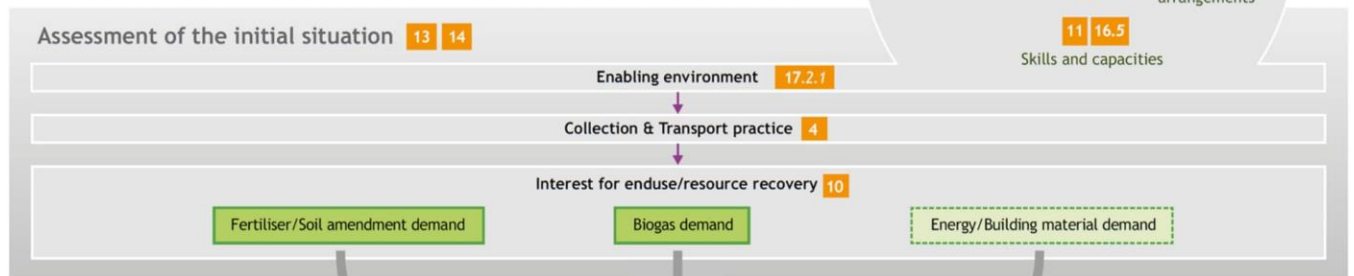 arrangements
Assessment of the initial situation 13 14
11 16.5
Skills and capacities
Enabling environment 17.2.1
Collection & Transport practice 4
Interest for enduse/resource recovery 10
Fertiliser/Soil amendment demand
Biogas demand
Energy/Building material demand